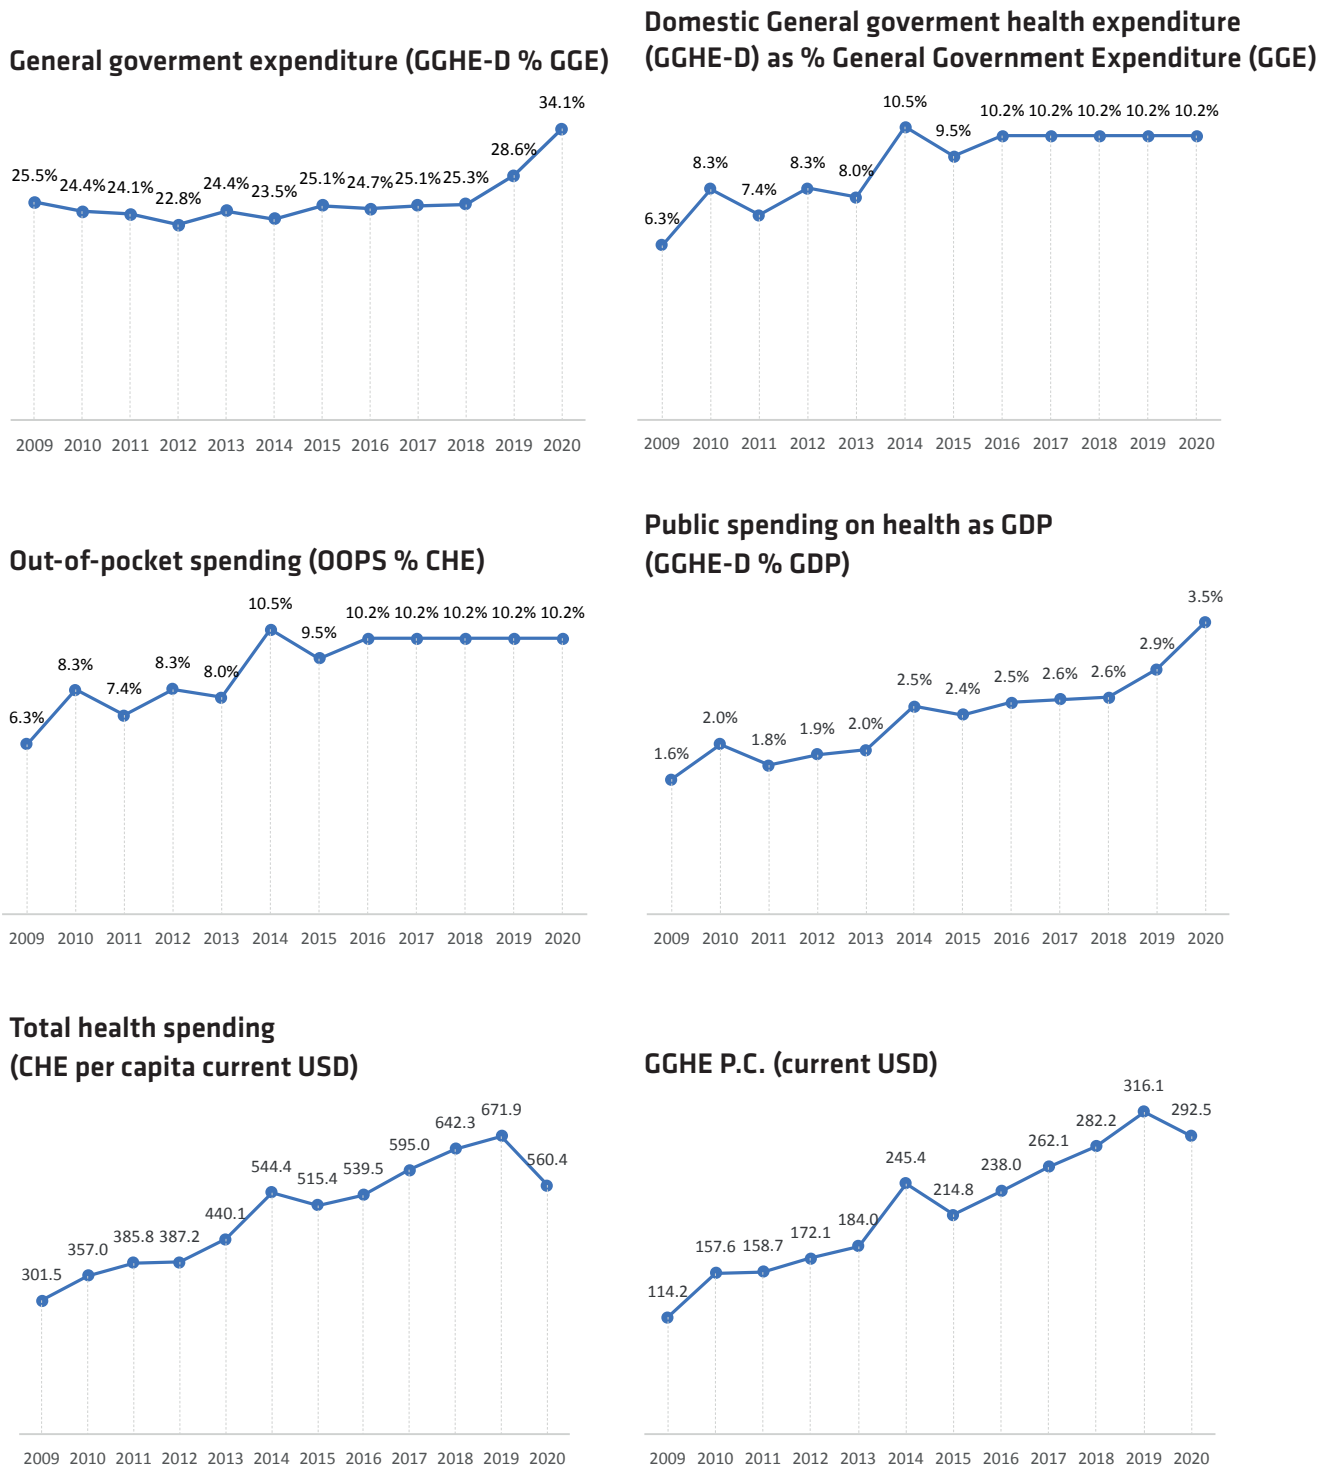 General goverment expenditure (GGHE-D % GGE)
34.1%
28.6%
25.5% 24.4% 24.1% 22.8% 24.4% 23.5% 25.1% 24.7% 25.1% 25.3%
2009 2010 2011 2012 2013 2014 2015 2016 2017 2018 2019 2020
Domestic General goverment health expenditure
(GGHE-D) as % General Government Expenditure (GGE)
10.5%
9.5%
10.2% 10.2% 10.2% 10.2% 10.2%
8.3%
7.4%
8.3%
8.0%
6.3%
2009 2010 2011 2012 2013 2014 2015 2016 2017 2018 2019 2020
Out-of-pocket spending (OOPS % CHE)
10.5%
9.5%
10.2% 10.2% 10.2% 10.2% 10.2%
8.3%
7.4%
8.3%
8.0%
6.3%
2009 2010 2011 2012 2013 2014 2015 2016 2017 2018 2019 2020
Public spending on health as GDP
(GGHE-D % GDP)
3.5%
2.9%
1.6% 2.0% 1.8% 1.9% 2.0% 2.5% 2.4% 2.5% 2.6% 2.6%
2009 2010 2011 2012 2013 2014 2015 2016 2017 2018 2019 2020
Total health spending
(CHE per capita current USD)
301.5 357.0 385.8 387.2 440.1 544.4 515.4 539.5 595.0 642.3 671.9 560.4
2009 2010 2011 2012 2013 2014 2015 2016 2017 2018 2019 2020
GGHE P.C. (current USD)
114.2 157.6 158.7 172.1 184.0 245.4 214.8 238.0 262.1 282.2 316.1 292.5
2009 2010 2011 2012 2013 2014 2015 2016 2017 2018 2019 2020